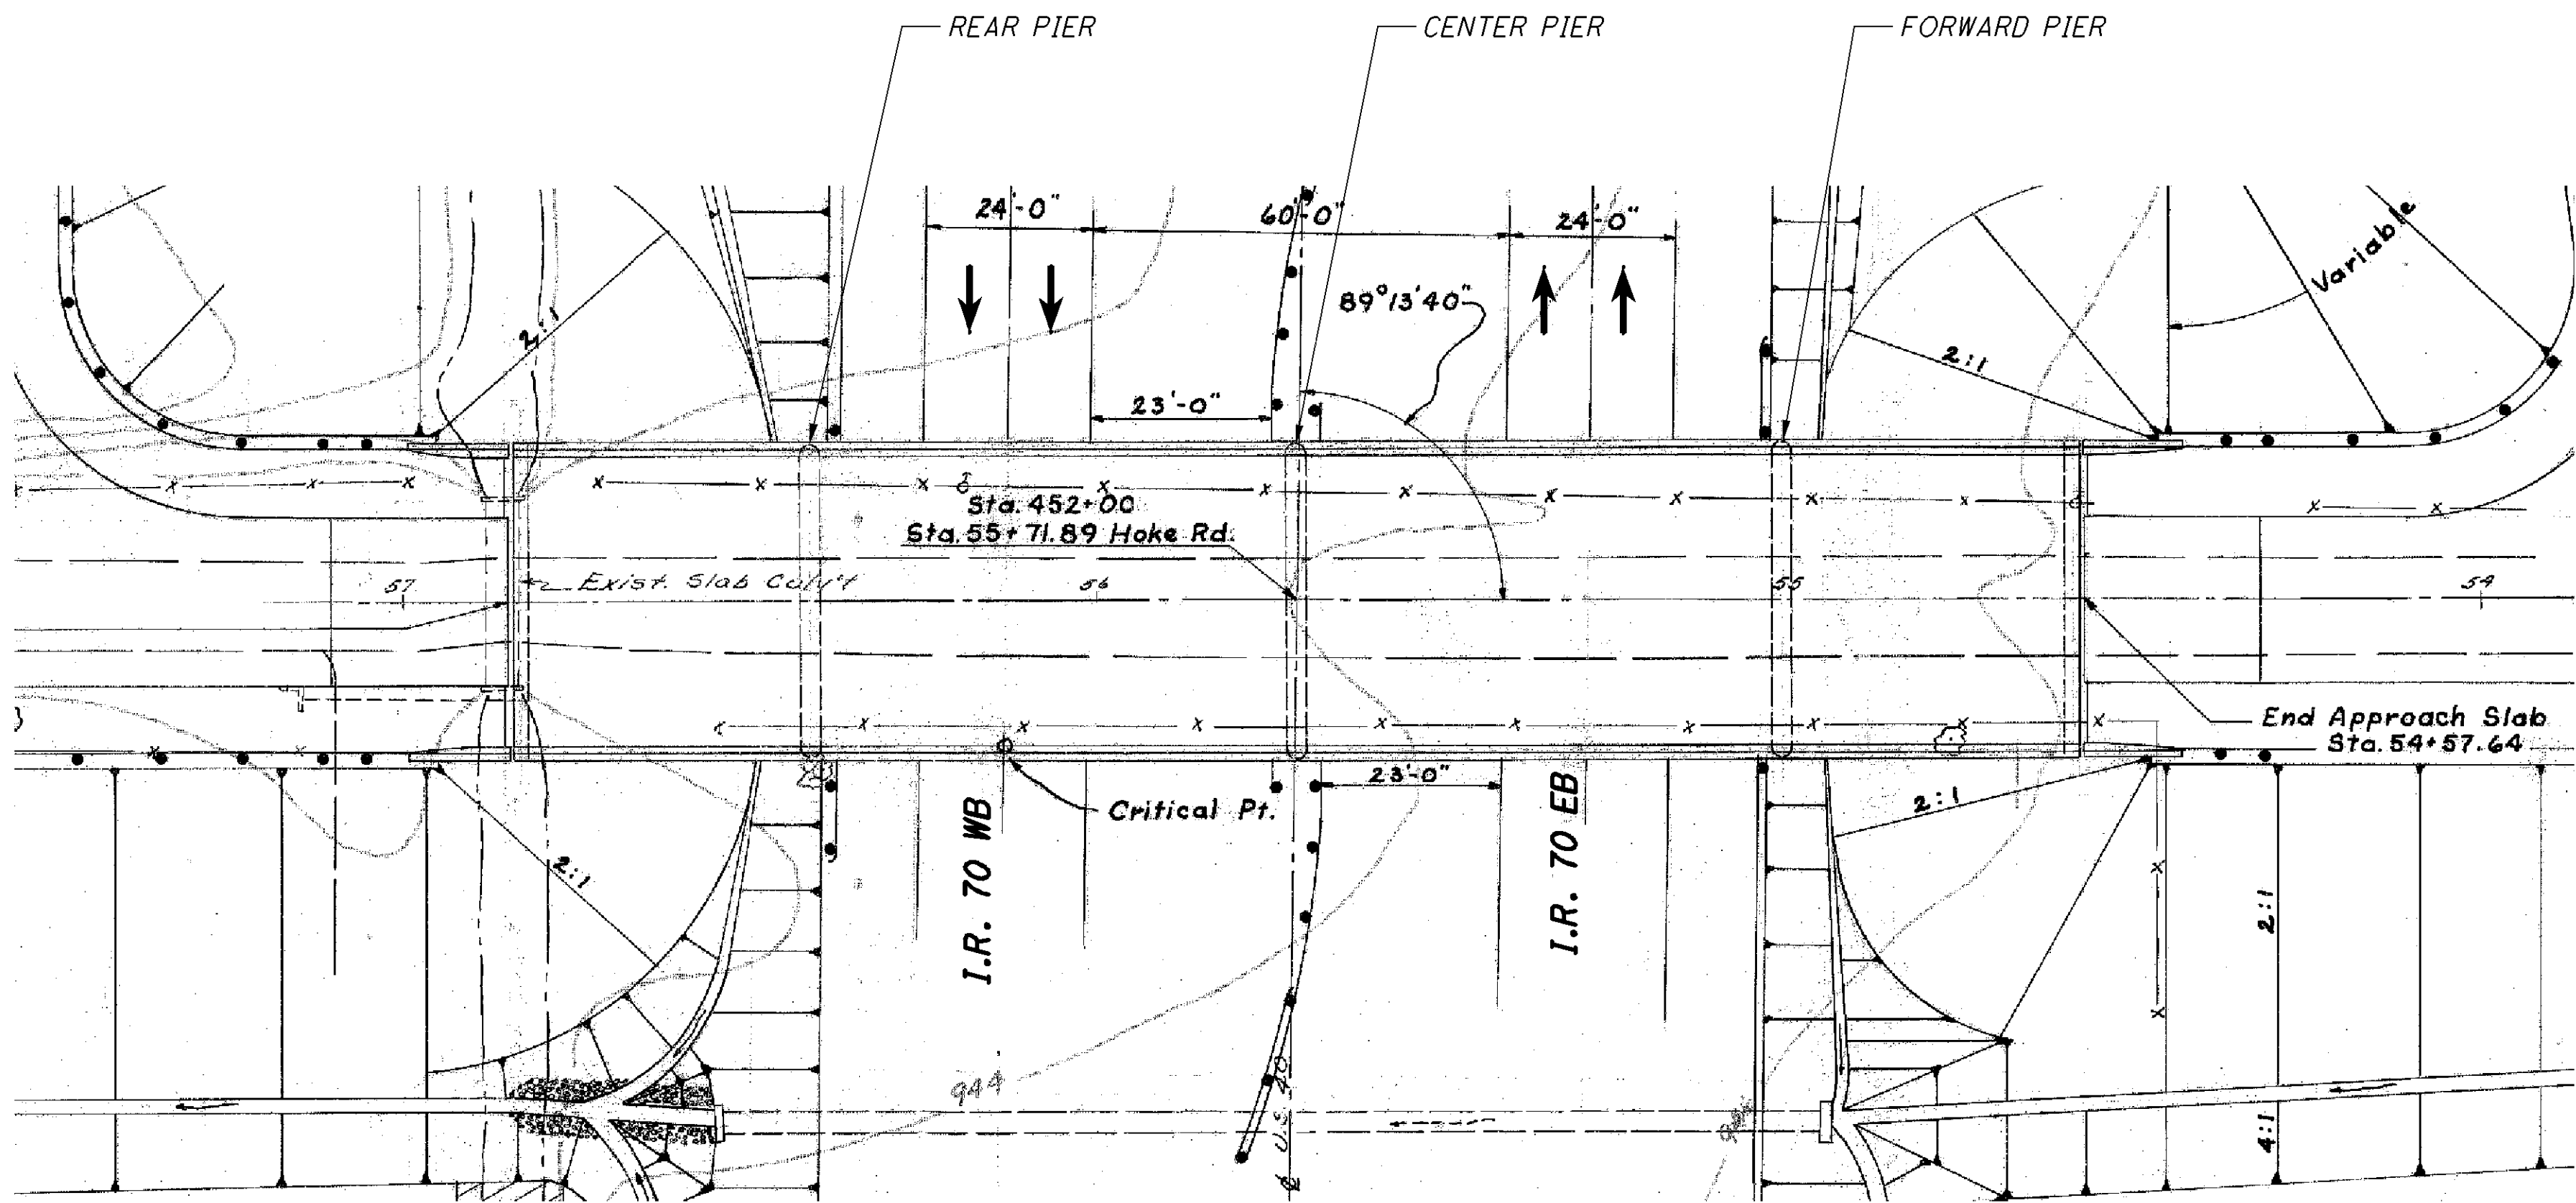 REAR PIER
CENTER PIER
FORWARD PIER
24'-0"
60'-0"
24'-0"
Variable
89°13'40"
2:1
2:1
23'-0"
Sta. 452+00
Sta. 55+71.89 Hoke Rd.
57
Exist. Slab Culv't
56
55
54
End Approach Slab
Sta. 54+57.64
23'-0"
Critical Pt.
I.R. 70 WB
I.R. 70 EB
2:1
2:1
2:1
944
U.S. 40
4:1